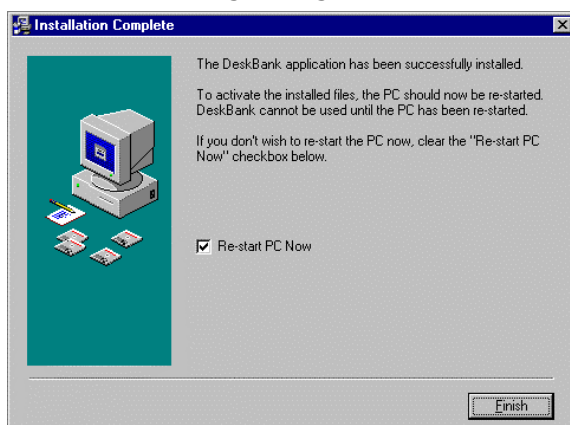 Installation Complete
The DeskBank application has been successfully installed.
To activate the installed files, the PC should now be re-started.
DeskBank cannot be used until the PC has been re-started.
If you don't wish to re-start the PC now, clear the "Re-start PC
Now" checkbox below.
Re-start PC Now
Finish